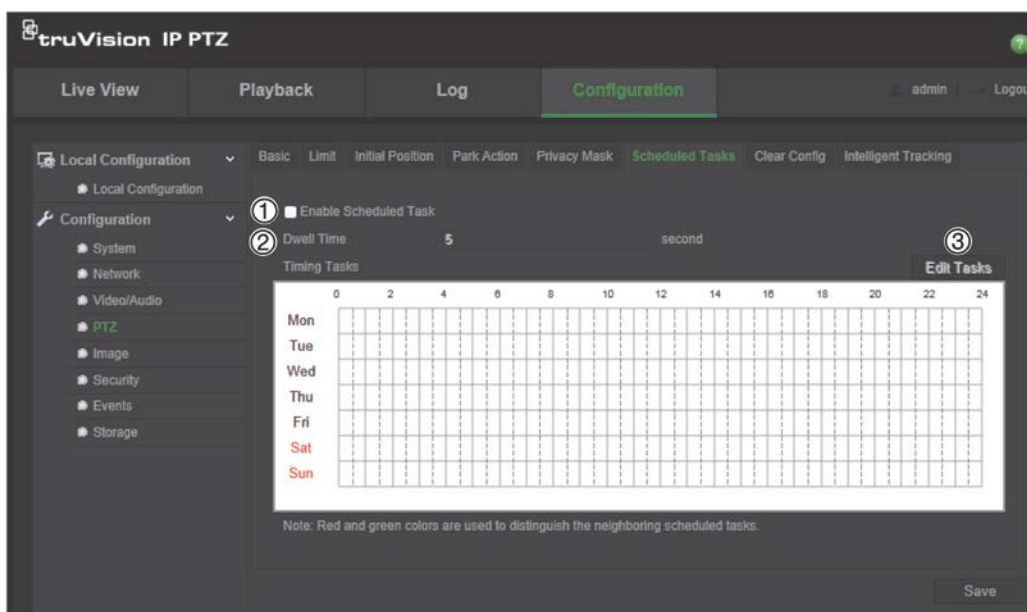 truVision IP PTZ
?
Live View Playback Log Configuration admin Logou
Local Configuration
Local Configuration
Configuration
System
Network
Video/Audio
PTZ
Image
Security
Events
Storage
Basic Limit Initial Position Park Action Privacy Mask Scheduled Tasks Clear Config Intelligent Tracking
① Enable Scheduled Task
② Dwell Time 5 second
③
Timing Tasks Edit Tasks
0 2 4 6 8 10 12 14 16 18 20 22 24
Mon
Tue
Wed
Thu
Fri
Sat
Sun
Note: Red and green colors are used to distinguish the neighboring scheduled tasks.
Save